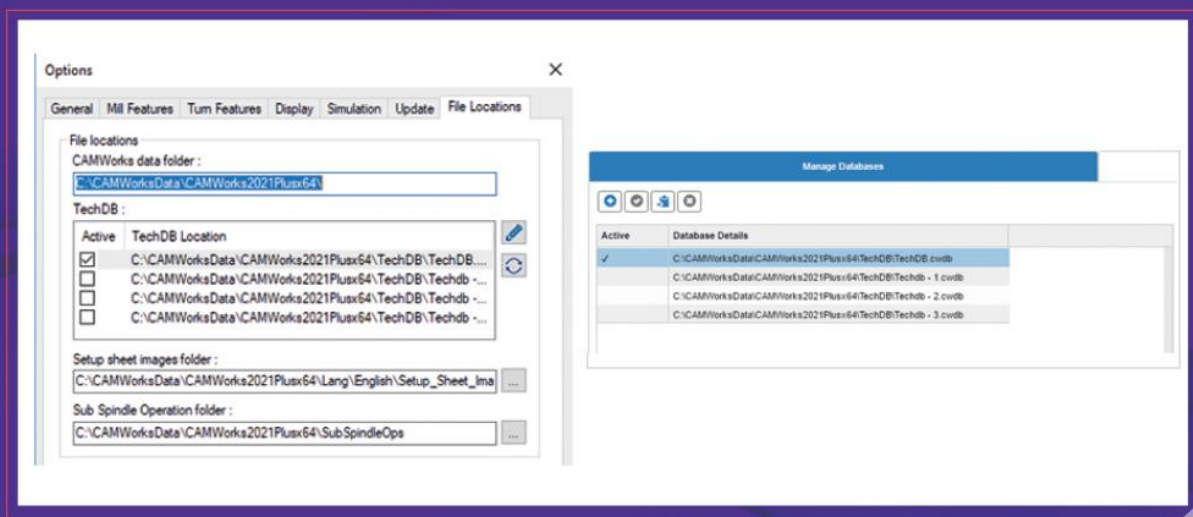 Options
General Mill Features Turn Features Display Simulation Update File Locations
File locations
CAMWorks data folder :
C:\CAMWorksData\CAMWorks2021Plusx64\
TechDB :
Active TechDB Location
C:\CAMWorksData\CAMWorks2021Plusx64\TechDB\TechDB....
C:\CAMWorksData\CAMWorks2021Plusx64\TechDB\Techdb -...
C:\CAMWorksData\CAMWorks2021Plusx64\TechDB\Techdb -...
C:\CAMWorksData\CAMWorks2021Plusx64\TechDB\Techdb -...
Setup sheet images folder :
C:\CAMWorksData\CAMWorks2021Plusx64\Lang\English\Setup_Sheet_Ima ...
Sub Spindle Operation folder :
C:\CAMWorksData\CAMWorks2021Plusx64\SubSpindleOps ...
Manage Databases
Active Database Details
C:\CAMWorksData\CAMWorks2021Plusx64\TechDB\TechDB.cwdb
C:\CAMWorksData\CAMWorks2021Plusx64\TechDB\Techdb - 1.cwdb
C:\CAMWorksData\CAMWorks2021Plusx64\TechDB\Techdb - 2.cwdb
C:\CAMWorksData\CAMWorks2021Plusx64\TechDB\Techdb - 3.cwdb